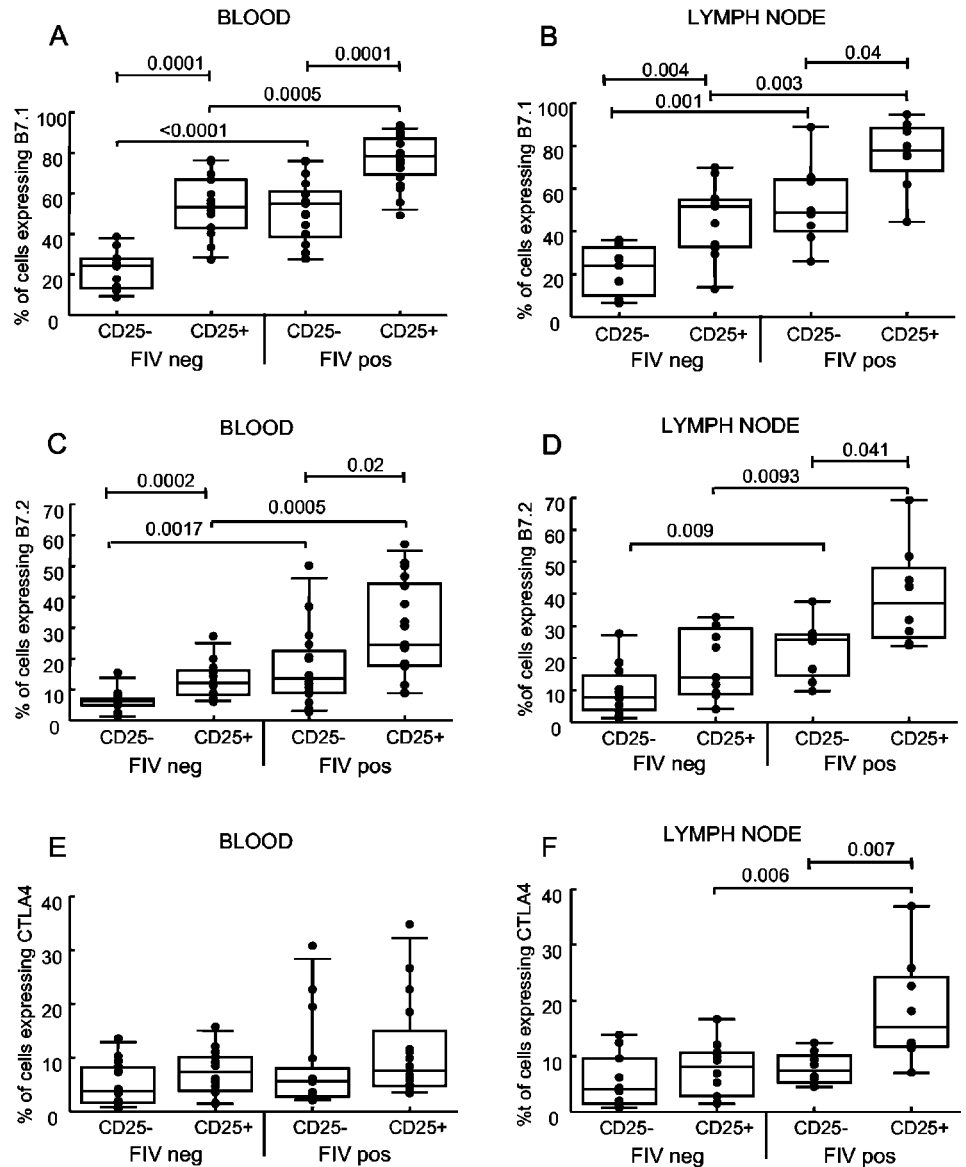 A
BLOOD
0.0001
0.0001
0.0005
<0.0001
% of cells expressing B7.1
100
80
60
40
20
0
CD25- CD25+ CD25- CD25+
FIV neg FIV pos
B
LYMPH NODE
0.04
0.004
0.003
0.001
% of cells expressing B7.1
100
80
60
40
20
0
CD25- CD25+ CD25- CD25+
FIV neg FIV pos
C
BLOOD
0.02
0.0002
0.0005
0.0017
% of cells expressing B7.2
70
60
50
40
30
20
10
0
CD25- CD25+ CD25- CD25+
FIV neg FIV pos
D
LYMPH NODE
0.041
0.0093
0.009
%of cells expressing B7.2
70
60
50
40
30
20
10
0
CD25- CD25+ CD25- CD25+
FIV neg FIV pos
E
BLOOD
% of cells expressing CTLA4
40
30
20
10
0
CD25- CD25+ CD25- CD25+
FIV neg FIV pos
F
LYMPH NODE
0.007
0.006
%t of cells expressing CTLA4
40
30
20
10
0
CD25- CD25+ CD25- CD25+
FIV neg FIV pos